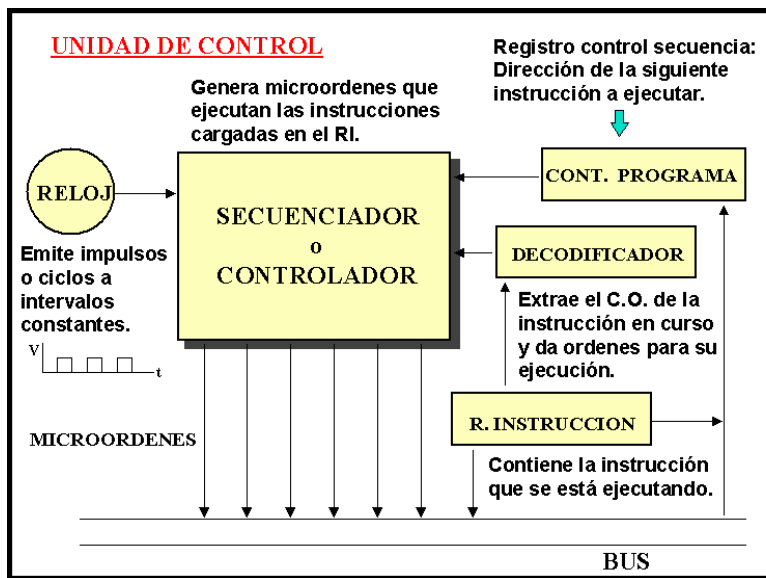 UNIDAD DE CONTROL
Registro control secuencia:
Dirección de la siguiente
instrucción a ejecutar.
Genera microordenes que
ejecutan las instrucciones
cargadas en el RI.
RELOJ
CONT. PROGRAMA
SECUENCIADOR
o
CONTROLADOR
DECODIFICADOR
Emite impulsos
o ciclos a
intervalos
constantes.
Extrae el C.O. de la
instrucción en curso
y da ordenes para su
ejecución.
V
t
R. INSTRUCCION
MICROORDENES
Contiene la instrucción
que se está ejecutando.
BUS